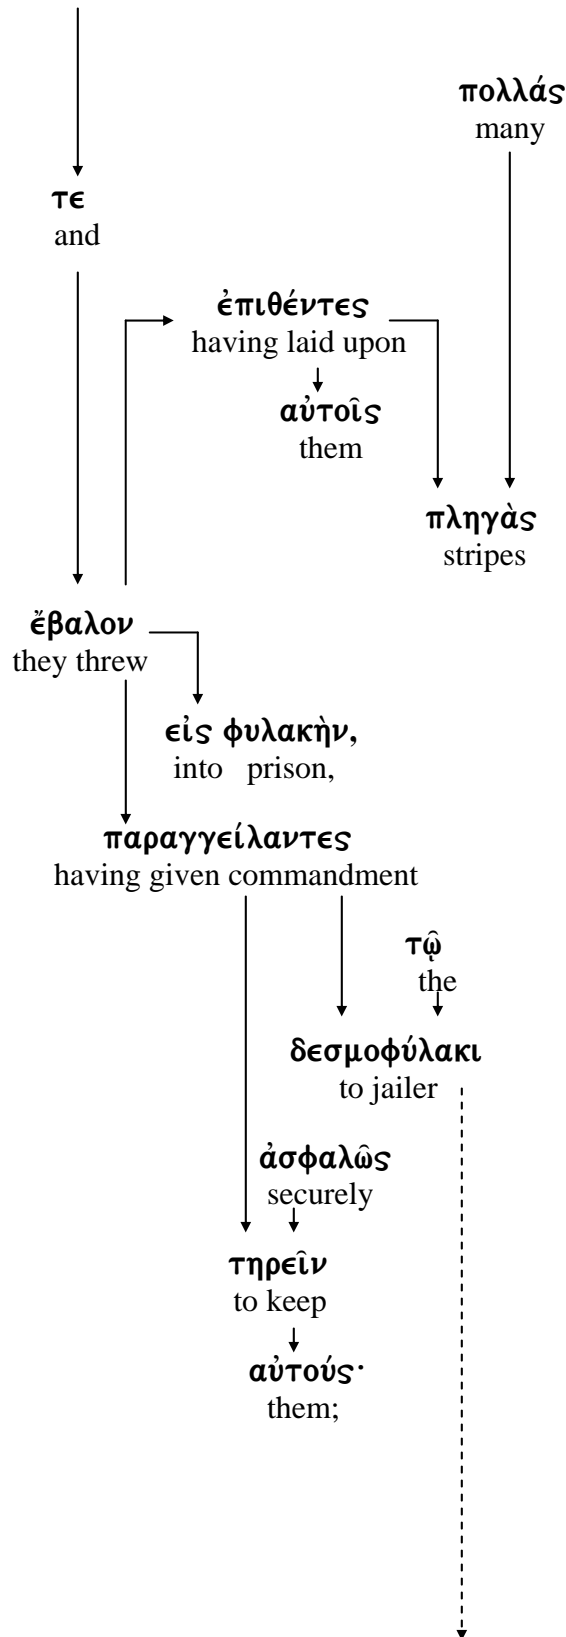 πολλάς
many
τε
and
ἐπιθέντες
having laid upon
αὐτοῖς
them
πληγὰς
stripes
ἔβαλον
they threw
εἰς φυλακὴν,
into prison,
παραγγείλαντες
having given commandment
τῷ
the
δεσμοφύλακι
to jailer
ἀσφαλῶς
securely
τηρεῖν
to keep
αὐτούς·
them;